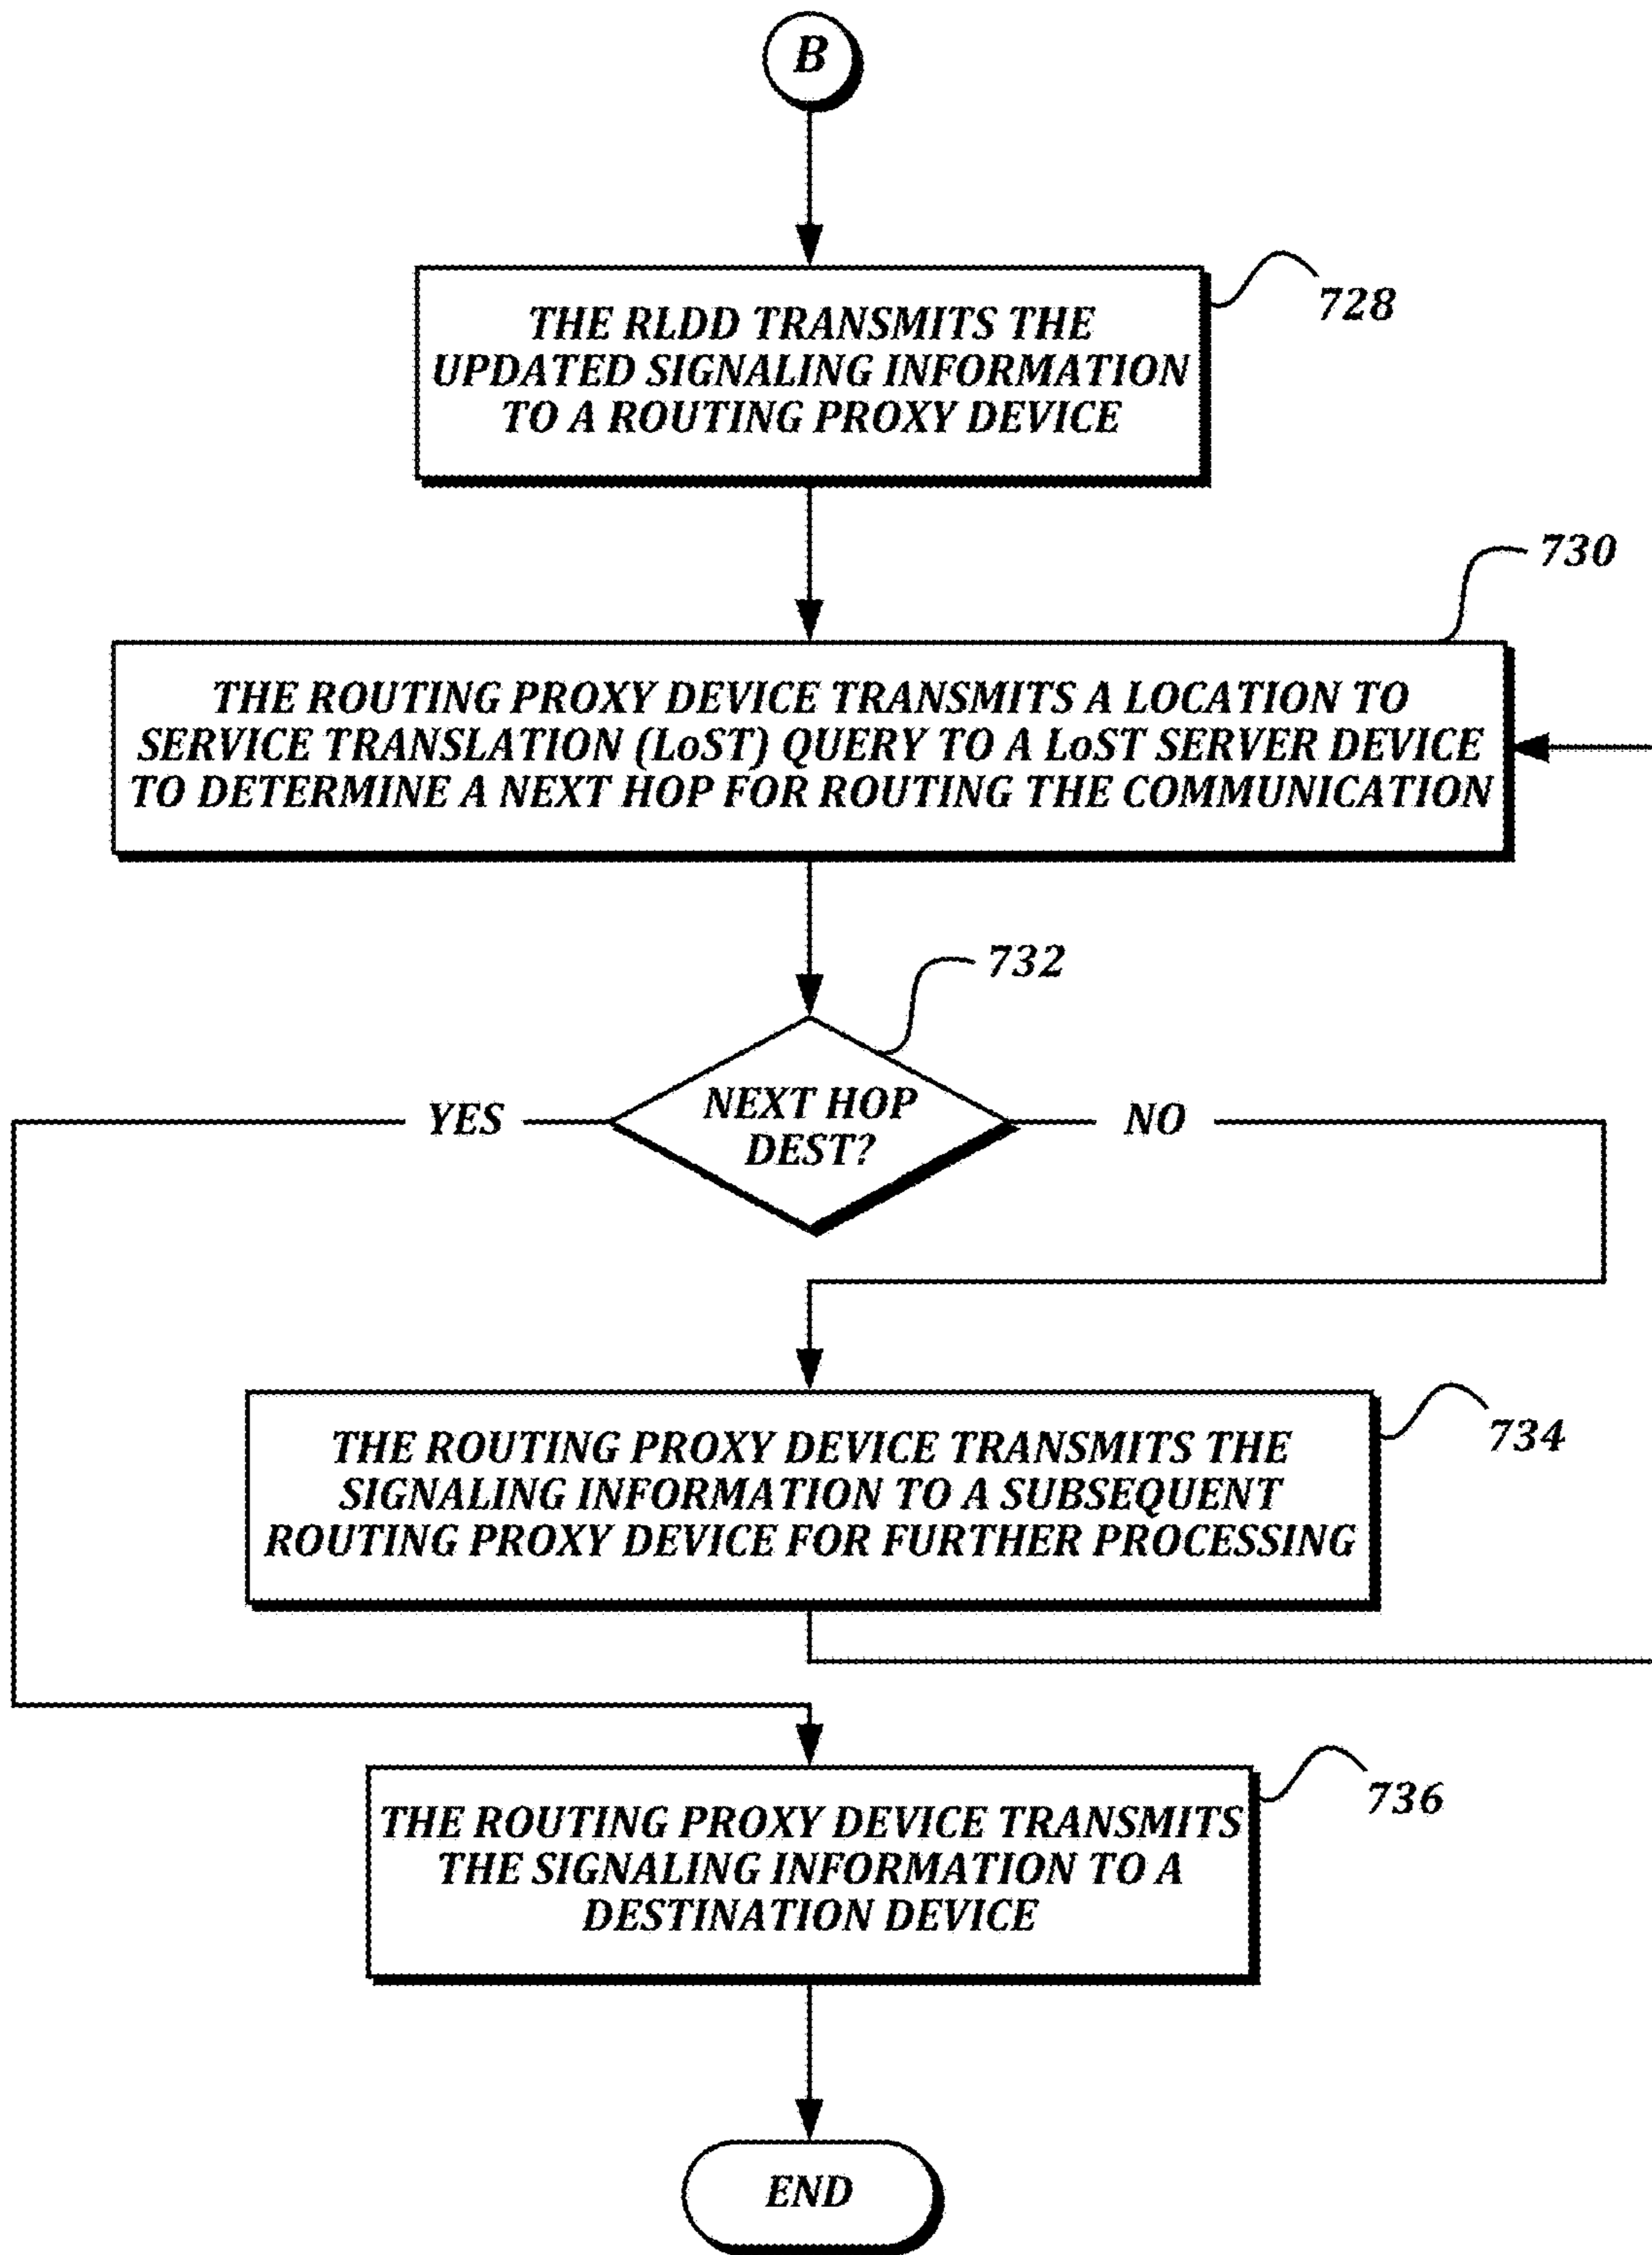 B
THE RLDD TRANSMITS THE
UPDATED SIGNALING INFORMATION
TO A ROUTING PROXY DEVICE
728
730
THE ROUTING PROXY DEVICE TRANSMITS A LOCATION TO
SERVICE TRANSLATION (LoST) QUERY TO A LoST SERVER DEVICE
TO DETERMINE A NEXT HOP FOR ROUTING THE COMMUNICATION
732
NEXT HOP
DEST?
YES
NO
THE ROUTING PROXY DEVICE TRANSMITS THE
SIGNALING INFORMATION TO A SUBSEQUENT
ROUTING PROXY DEVICE FOR FURTHER PROCESSING
734
THE ROUTING PROXY DEVICE TRANSMITS
THE SIGNALING INFORMATION TO A
DESTINATION DEVICE
736
END